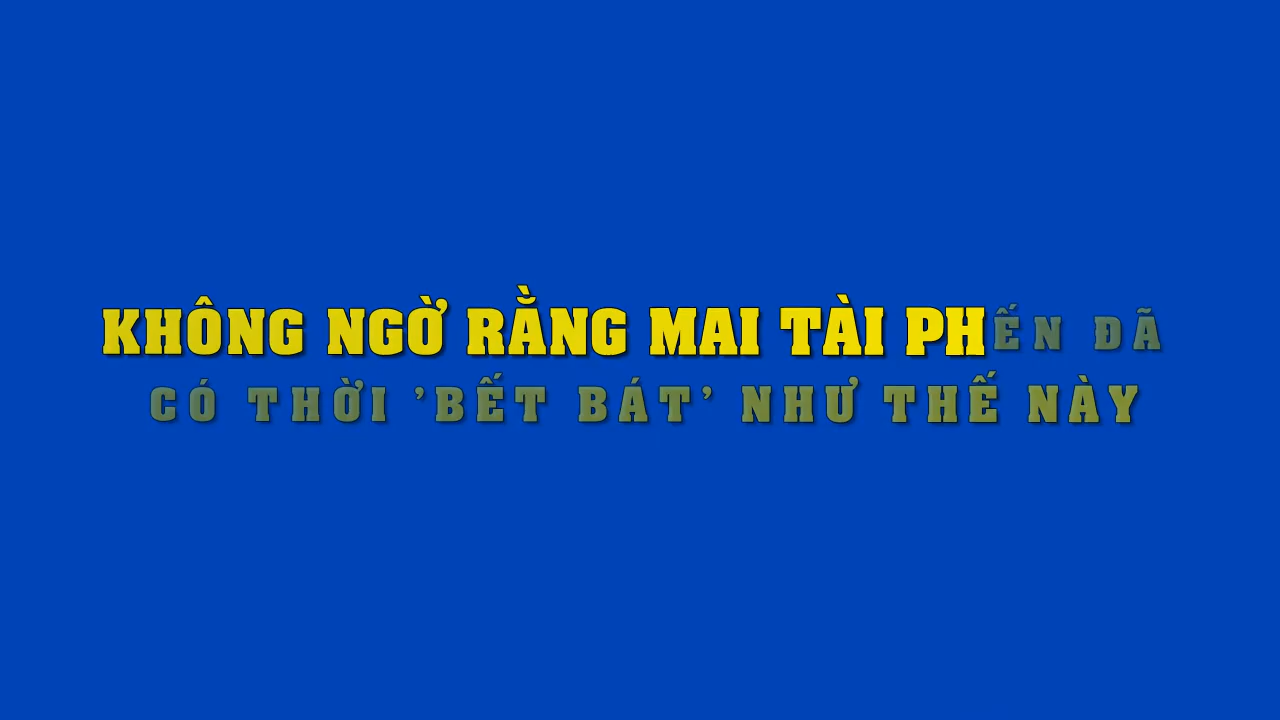 KHÔNG NGỜ RẰNG MAI TÀI PHẾN ĐÃ
CÓ THỜI 'BẾT BÁT' NHƯ THẾ NÀY